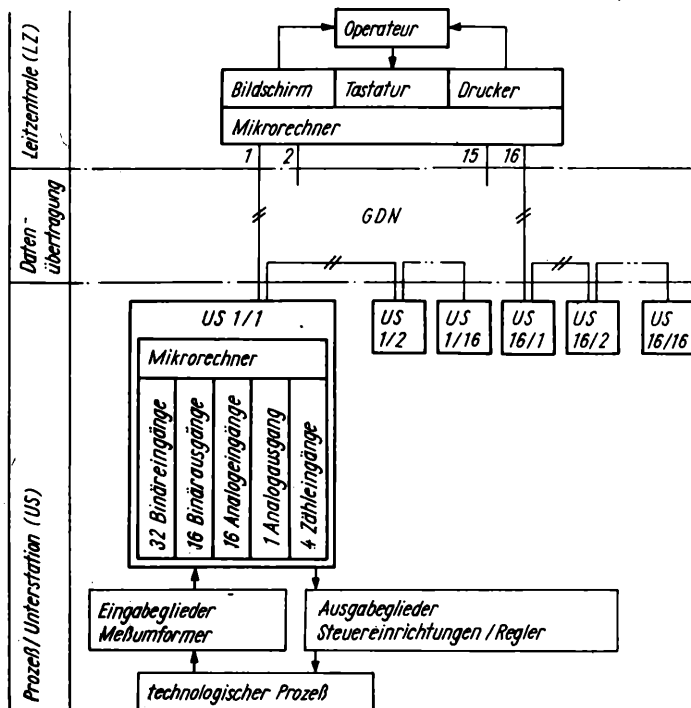 Leitzentrale (LZ)
Operateur
Bildschirm
Tastatur
Drucker
Mikrorechner
1
2
15
16
Daten-
übertragung
GDN
Prozeß/Unterstation (US)
US 1/1
Mikrorechner
32 Binäreingänge
16 Binärausgänge
16 Analogeingänge
1 Analogausgang
4 Zähleingänge
US
1/2
US
1/16
US
16/1
US
16/2
US
16/16
Eingabeglieder
Meßumformer
Ausgabeglieder
Steuereinrichtungen / Regler
technologischer Prozeß